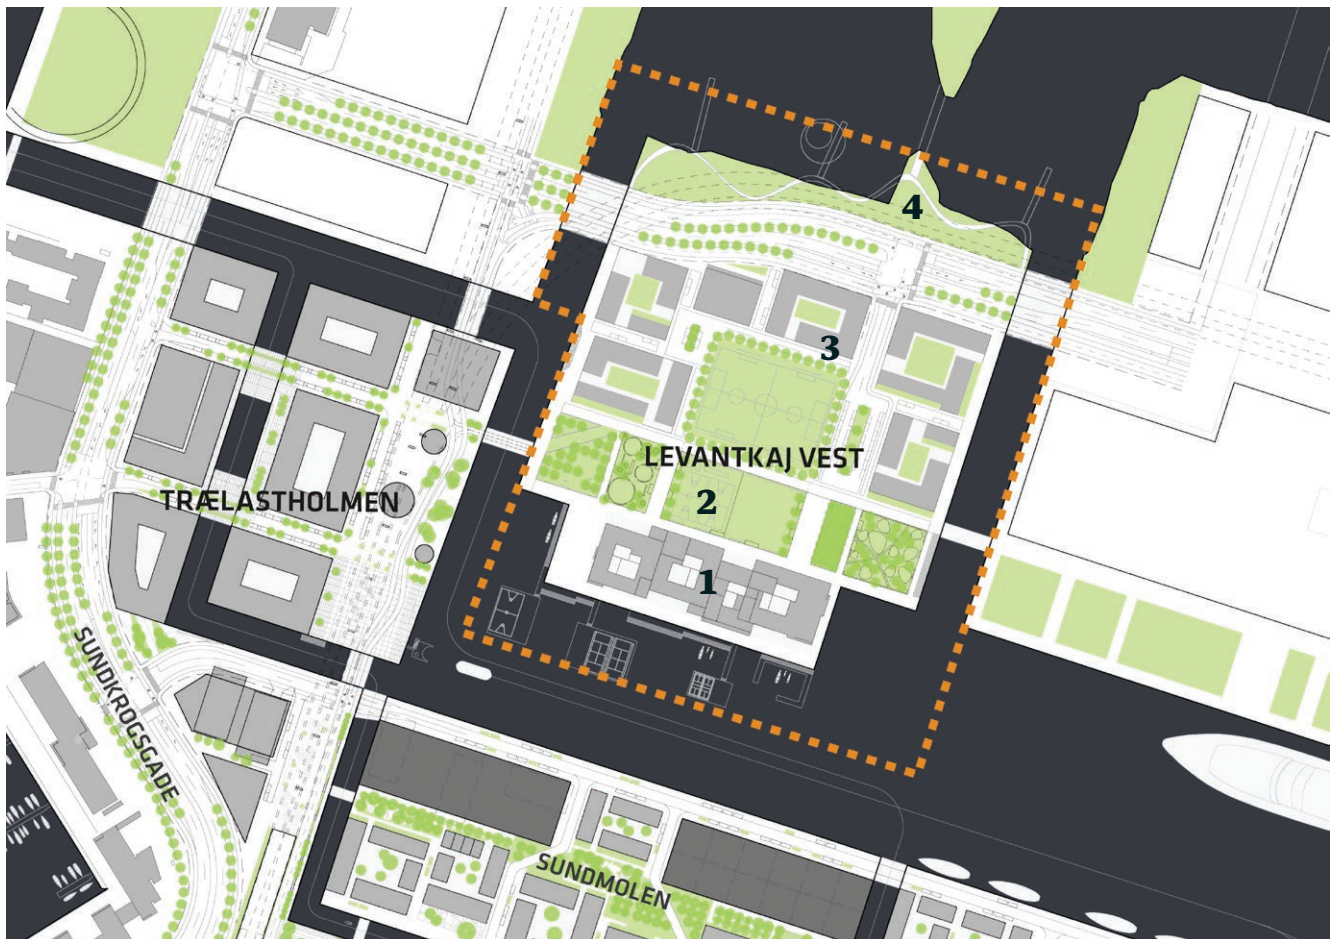 4
3
LEVANTKAJ VEST
2
TRÆLASTHOLMEN
1
SUNDKROGSGADE
SUNDMOLEN